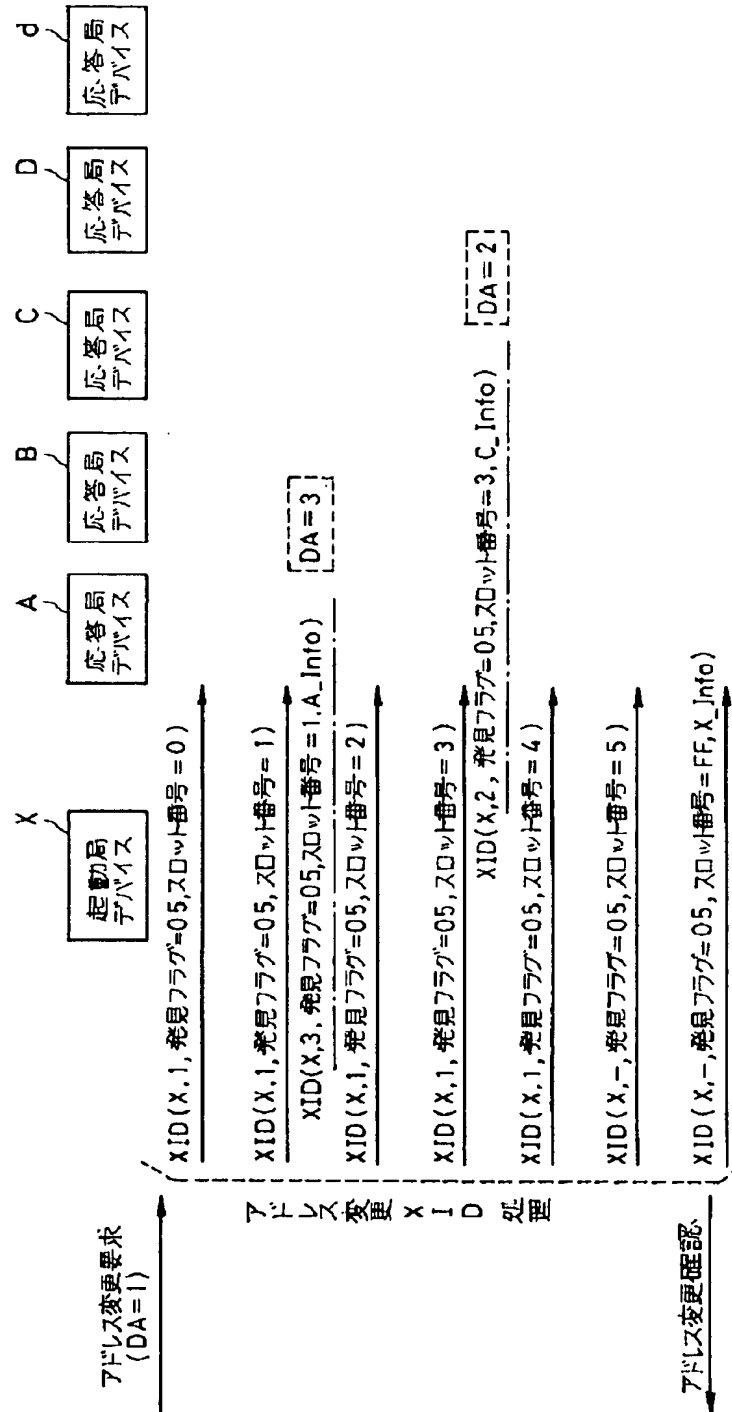 X
起動局
デバイス
A
応答局
デバイス
B
応答局
デバイス
C
応答局
デバイス
D
応答局
デバイス
d
応答局
デバイス
アドレス変更要求
(DA=1)
アドレス変更XID処理
XID(X,1,発見フラグ=05,スロット番号=0)
XID(X,1,発見フラグ=05,スロット番号=1)
XID(X,3,発見フラグ=05,スロット番号=1,A_Info)
DA=3
XID(X,1,発見フラグ=05,スロット番号=2)
XID(X,1,発見フラグ=05,スロット番号=3)
XID(X,2,発見フラグ=05,スロット番号=3,C_Info)
DA=2
XID(X,1,発見フラグ=05,スロット番号=4)
XID(X,-,発見フラグ=05,スロット番号=5)
XID(X,-,発見フラグ=05,スロット番号=FF,X_Info)
アドレス変更確認